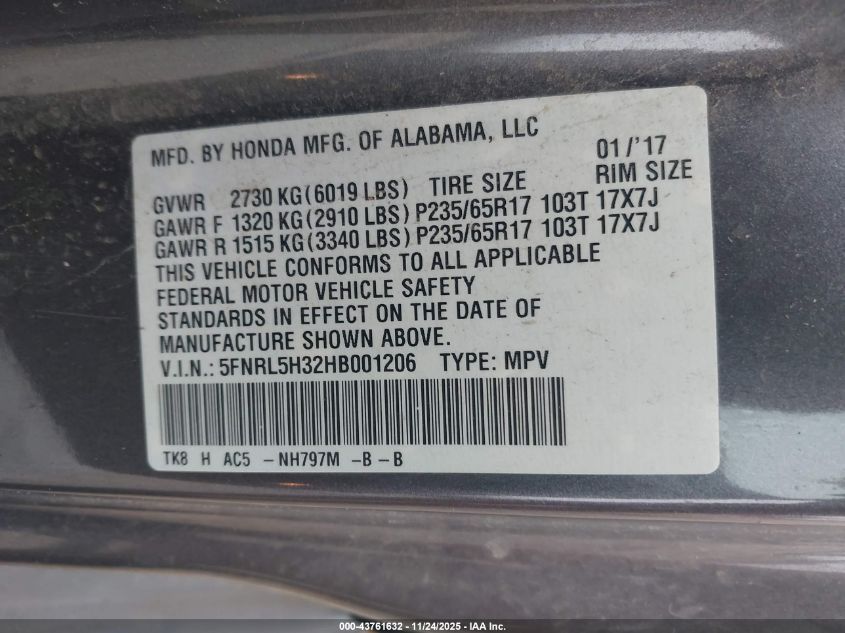 MFD. BY HONDA MFG. OF ALABAMA, LLC 01/'17
GVWR 2730 KG(6019 LBS) TIRE SIZE RIM SIZE
GAWR F 1320 KG(2910 LBS) P235/65R17 103T 17X7J
GAWR R 1515 KG(3340 LBS) P235/65R17 103T 17X7J
THIS VEHICLE CONFORMS TO ALL APPLICABLE
FEDERAL MOTOR VEHICLE SAFETY
STANDARDS IN EFFECT ON THE DATE OF
MANUFACTURE SHOWN ABOVE.
V.I.N.: 5FNRL5H32HB001206 TYPE: MPV
TK8 H AC5 -NH797M -B-B
000-43761632 - 11/24/2025 - IAA Inc.